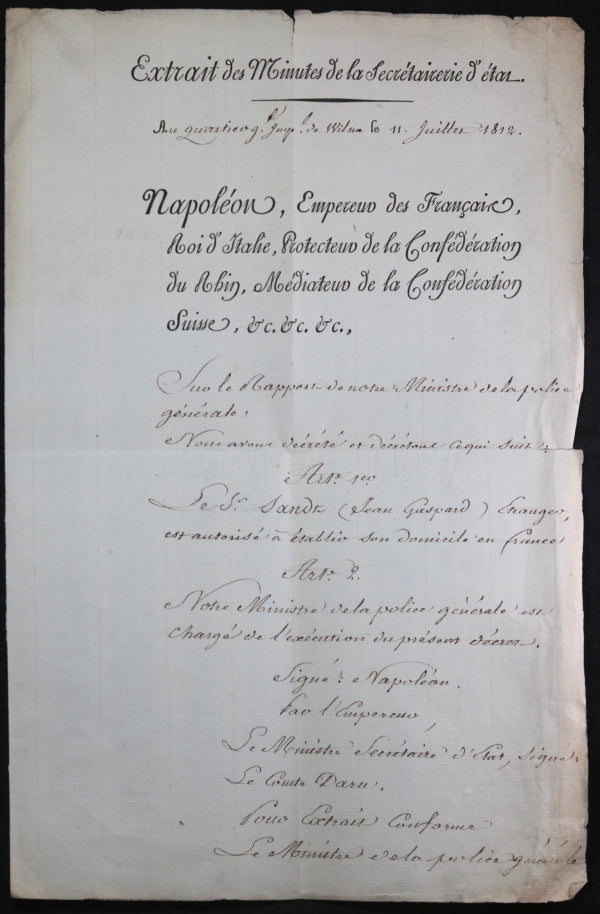 Extrait des Minutes de la Secrétairerie d'état.
Au quartier g.l Imp.l de Wilna le 11 Juillet 1812.
Napoléon, Empereur des Français,
Roi d'Italie, Protecteur de la Confédération
du Rhin, Médiateur de la Confédération
Suisse, &c. &c. &c.,
Sur le Rapport de notre Ministre de la police
générale,
Nous avons décrété et décrétons ce qui suit:
Art.e 1er
Le S.r Sandt (Jean Gaspard)
est autorisé à établir son domicile en france
Art.e 2.
Notre Ministre de la police générale est
chargé de l'exécution du présent décret.
Signé: Napoléon.
Par l'Empereur,
Le Ministre Secrétaire d'Etat, signé:
Le Comte Daru.
Pour Extrait Conforme
Le Ministre de la police générale